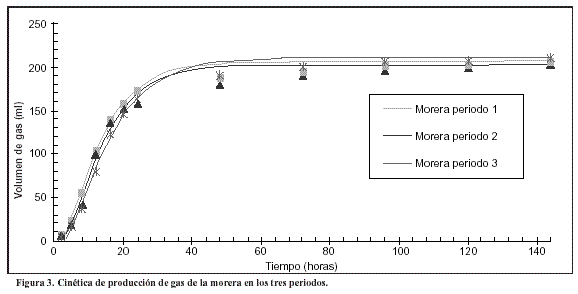 250
200
150
100
50
0
Volumen de gas (ml)
Morera periodo 1
Morera periodo 2
Morera periodo 3
0 20 40 60 80 100 120 140
Tiempo (horas)
Figura 3. Cinética de producción de gas de la morera en los tres periodos.